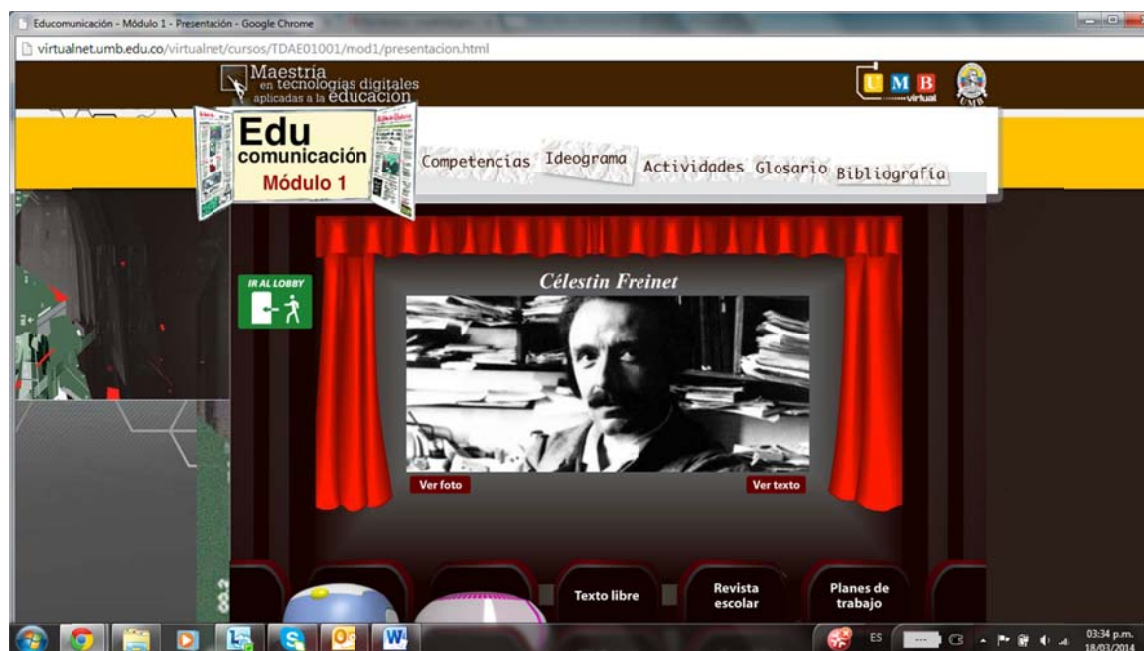 Educomunicación - Módulo 1 - Presentación - Google Chrome
virtualnet.umb.edu.co/virtualnet/cursos/TDAE01001/mod1/presentacion.html
Maestría
en tecnologías digitales
aplicadas a la educación
UMB
virtual
UMB
Edu
comunicación
Módulo 1
Competencias
Ideograma
Actividades
Glosario
Bibliografía
IR AL LOBBY
Célestin Freinet
Ver foto
Ver texto
Texto libre
Revista
escolar
Planes de
trabajo
ES
03:34 p.m.
18/03/2014